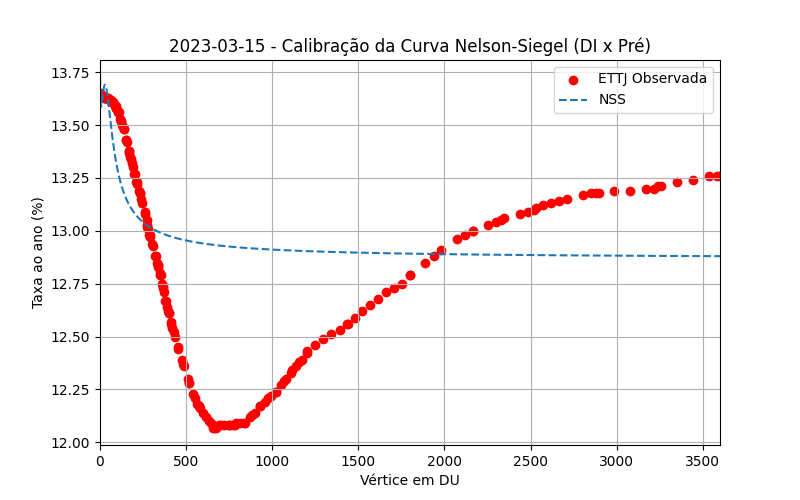 2023-03-15 - Calibração da Curva Nelson-Siegel (DI x Pré)
ETTJ Observada
NSS
Taxa ao ano (%)
13.75
13.50
13.25
13.00
12.75
12.50
12.25
12.00
0 500 1000 1500 2000 2500 3000 3500
Vértice em DU